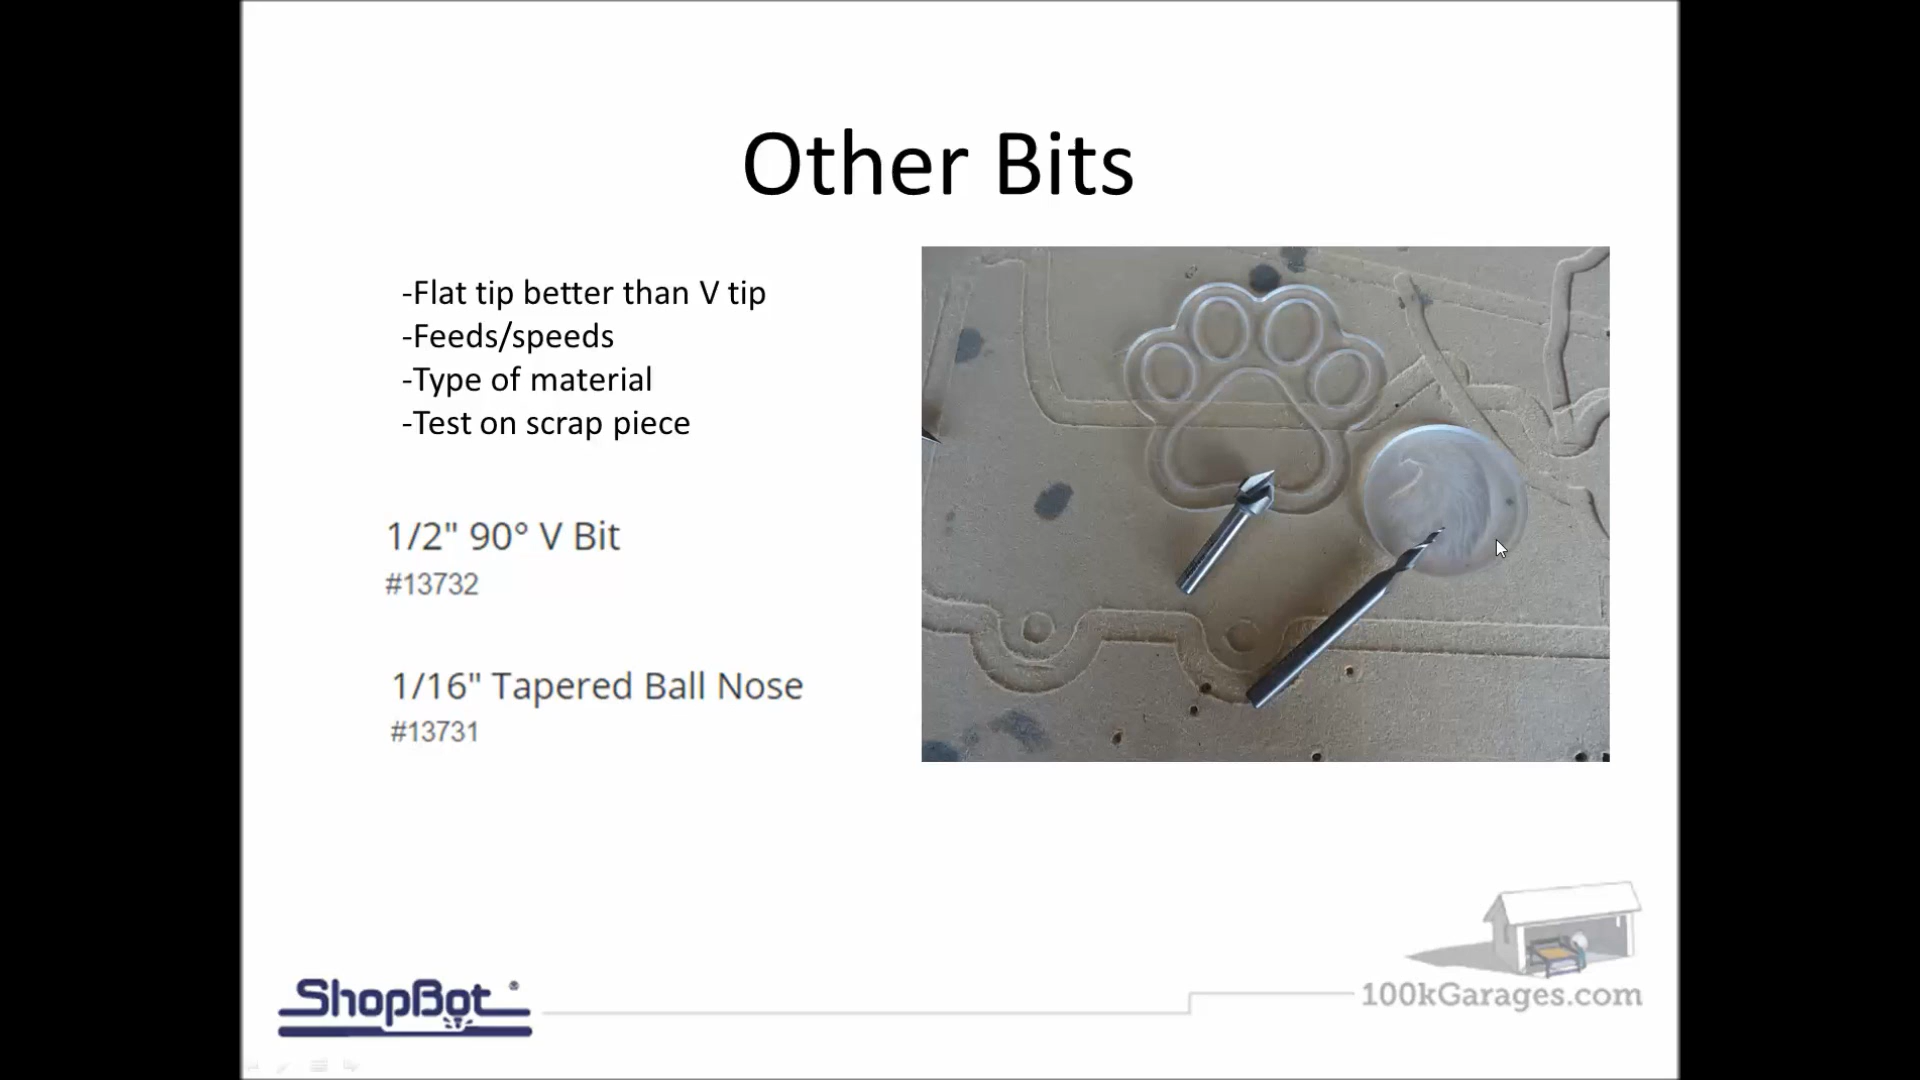 Other Bits
-Flat tip better than V tip
-Feeds/speeds
-Type of material
-Test on scrap piece
1/2" 90° V Bit
#13732
1/16" Tapered Ball Nose
#13731
ShopBot®
100kGarages.com